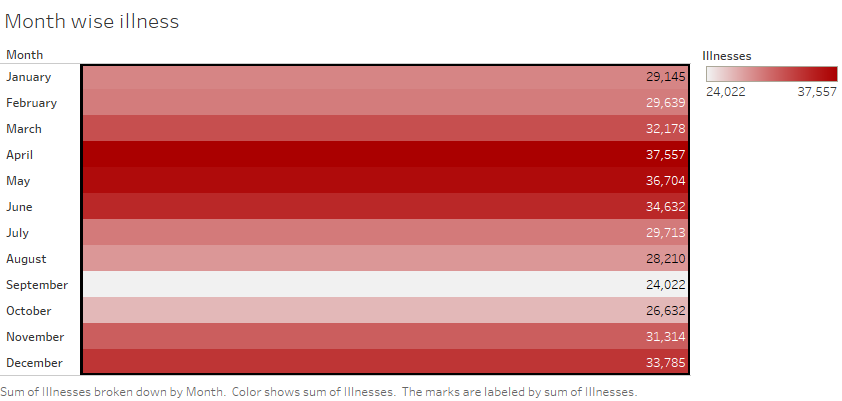 Month wise illness
Month
Illnesses
January 29,145
24,022 37,557
February 29,639
March 32,178
April 37,557
May 36,704
June 34,632
July 29,713
August 28,210
September 24,022
October 26,632
November 31,314
December 33,785
Sum of Illnesses broken down by Month. Color shows sum of Illnesses. The marks are labeled by sum of Illnesses.